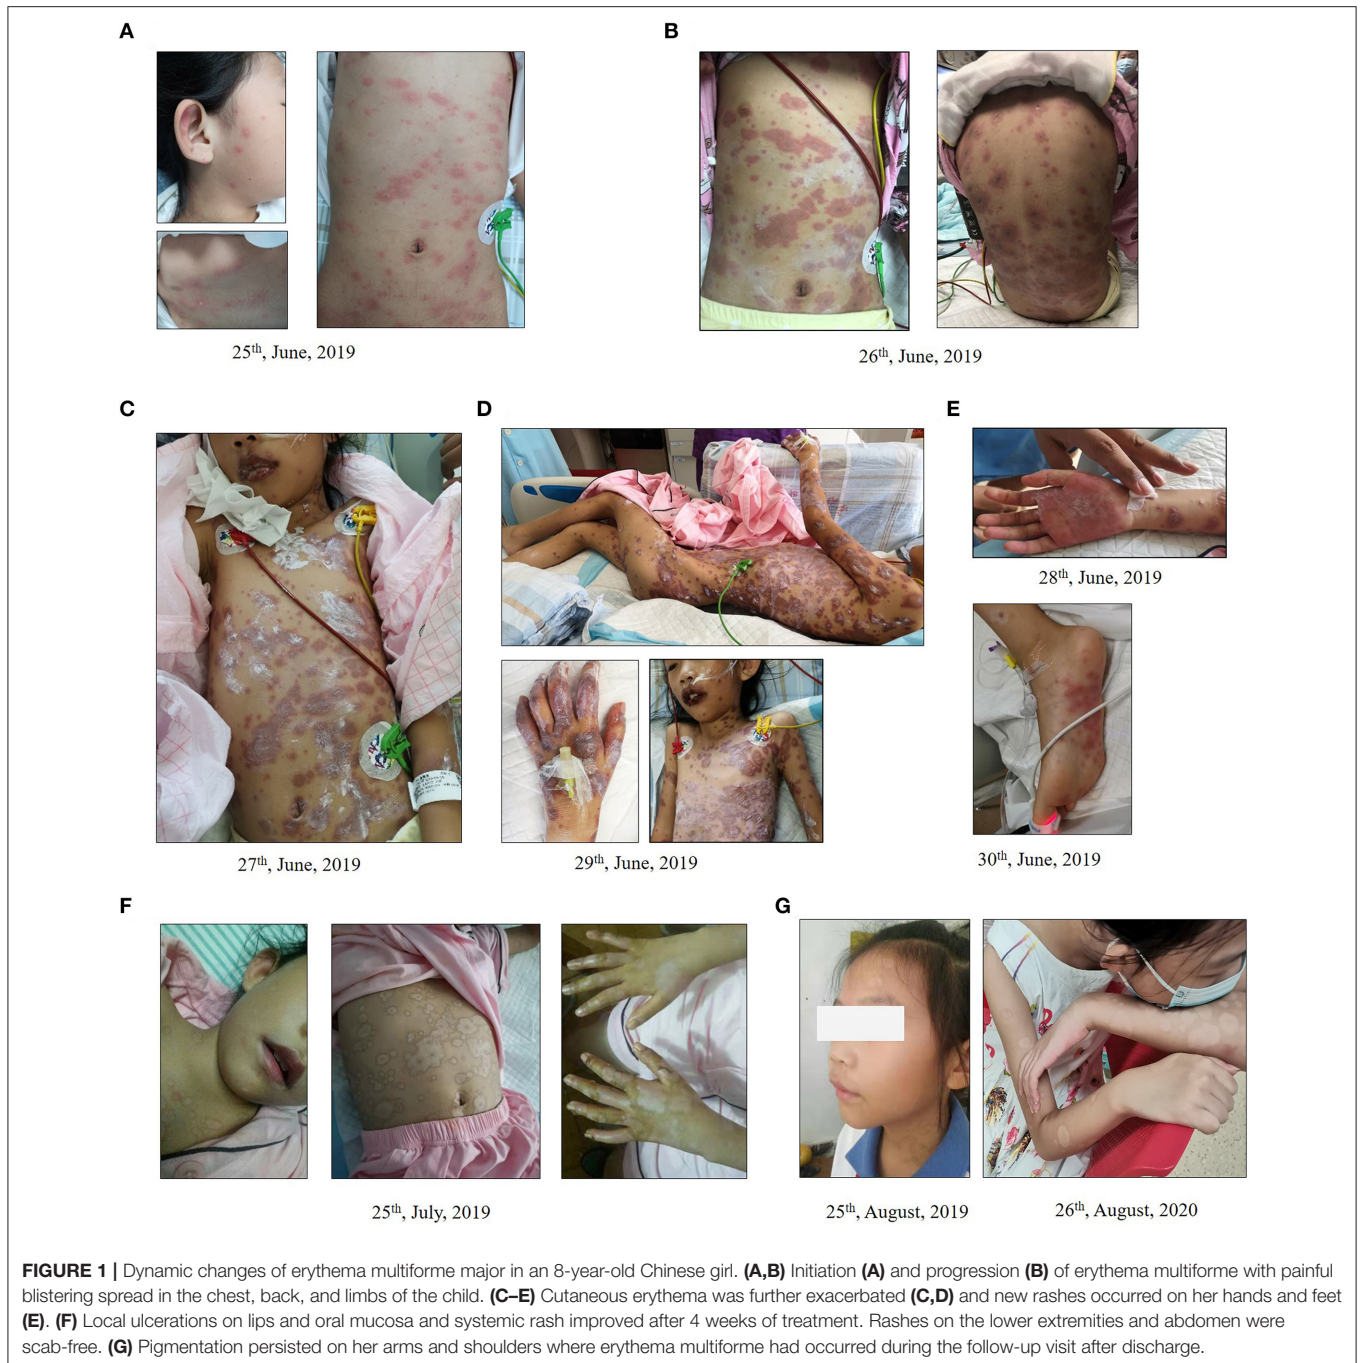 A
B
25th, June, 2019
26th, June, 2019
C
D
E
28th, June, 2019
27th, June, 2019
29th, June, 2019
30th, June, 2019
F
G
25th, July, 2019
25th, August, 2019
26th, August, 2020
FIGURE 1 | Dynamic changes of erythema multiforme major in an 8-year-old Chinese girl. (A,B) Initiation (A) and progression (B) of erythema multiforme with painful
blistering spread in the chest, back, and limbs of the child. (C–E) Cutaneous erythema was further exacerbated (C,D) and new rashes occurred on her hands and feet
(E). (F) Local ulcerations on lips and oral mucosa and systemic rash improved after 4 weeks of treatment. Rashes on the lower extremities and abdomen were
scab-free. (G) Pigmentation persisted on her arms and shoulders where erythema multiforme had occurred during the follow-up visit after discharge.